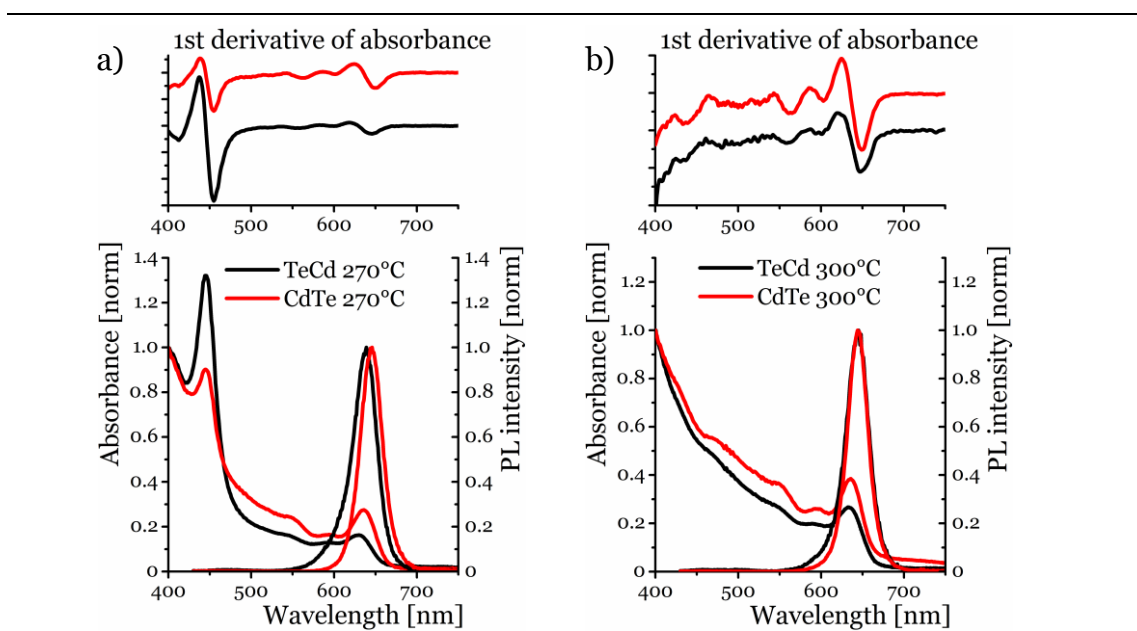 1st derivative of absorbance
a)
400 500 600 700
Absorbance [norm]
1.4
1.2
1.0
0.8
0.6
0.4
0.2
0
TeCd 270°C
CdTe 270°C
1.4
1.2
1.0
0.8
0.6
0.4
0.2
0
PL intensity [norm]
400 500 600 700
Wavelength [nm]
1st derivative of absorbance
b)
400 500 600 700
Absorbance [norm]
1.2
1.0
0.8
0.6
0.4
0.2
0
TeCd 300°C
CdTe 300°C
1.2
1.0
0.8
0.6
0.4
0.2
0
PL intensity [norm]
400 500 600 700
Wavelength [nm]